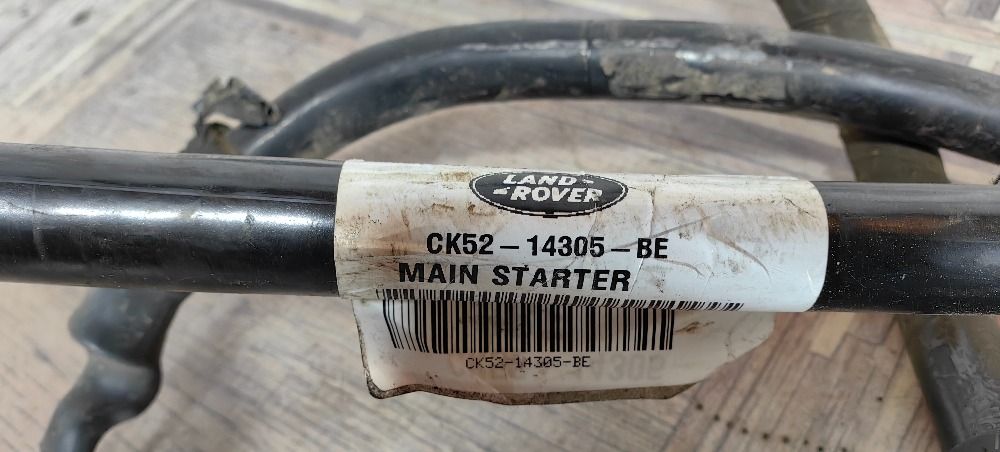 LAND
ROVER
CK52-14305-BE
MAIN STARTER
CK52-14305-BE